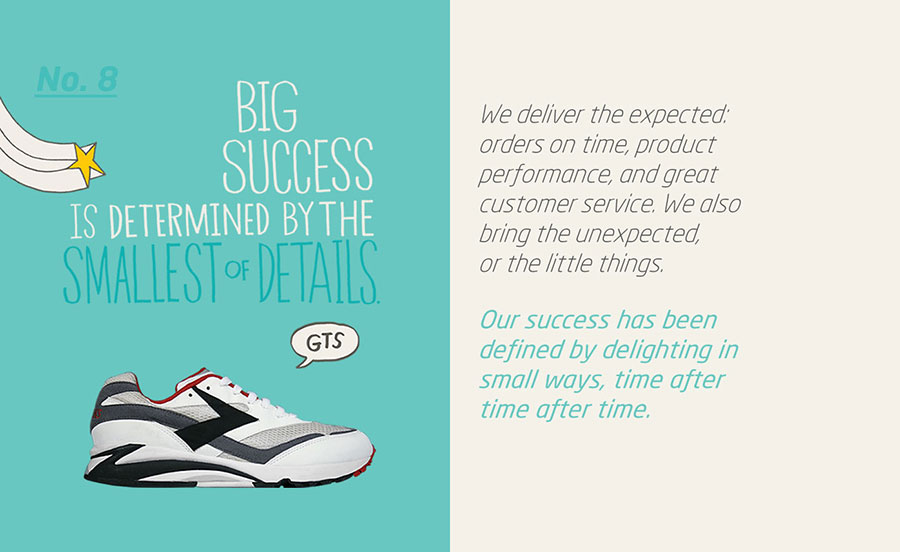 No. 8
BIG
SUCCESS
IS DETERMINED BY THE
SMALLEST OF DETAILS.
GTS
We deliver the expected:
orders on time, product
performance, and great
customer service. We also
bring the unexpected,
or the little things.
Our success has been
defined by delighting in
small ways, time after
time after time.